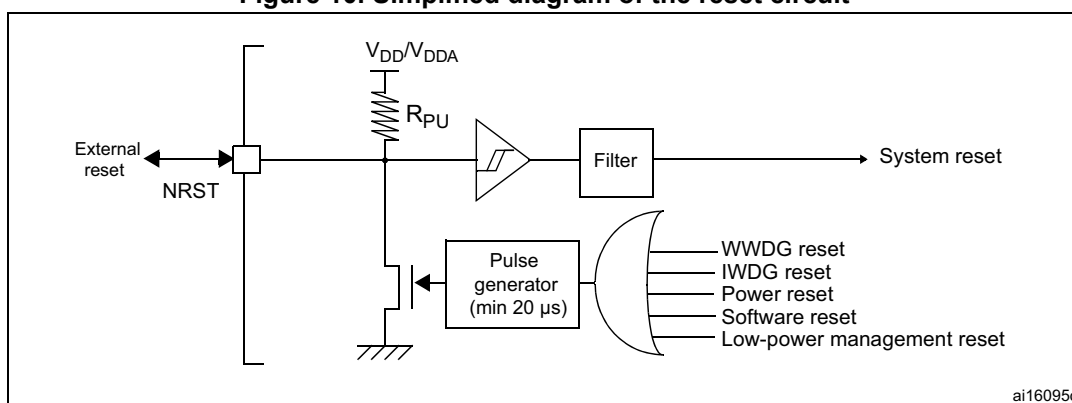 Figure 16. Simplified diagram of the reset circuit
VDD/VDDA
RPU
External
reset
NRST
Filter
System reset
Pulse
generator
(min 20 μs)
WWDG reset
IWDG reset
Power reset
Software reset
Low-power management reset